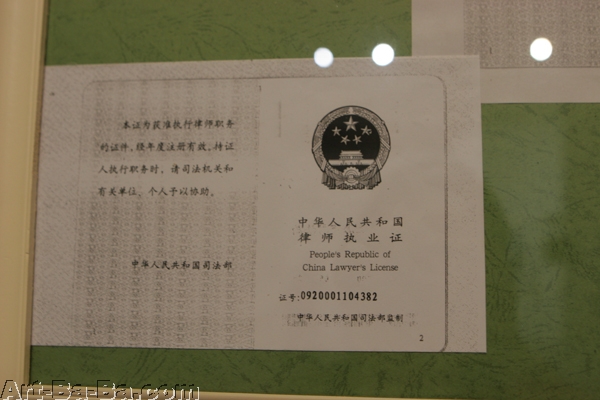 本证为获准执行律师职务
的证件，经年度注册有效。持证
人执行职务时，请司法机关和
有关单位、个人予以协助。
中华人民共和国司法部
中华人民共和国
律师执业证
People's Republic of
China Lawyer's License
证号:0920001104382
中华人民共和国司法部监制
2
Art-Ba-Ba.com